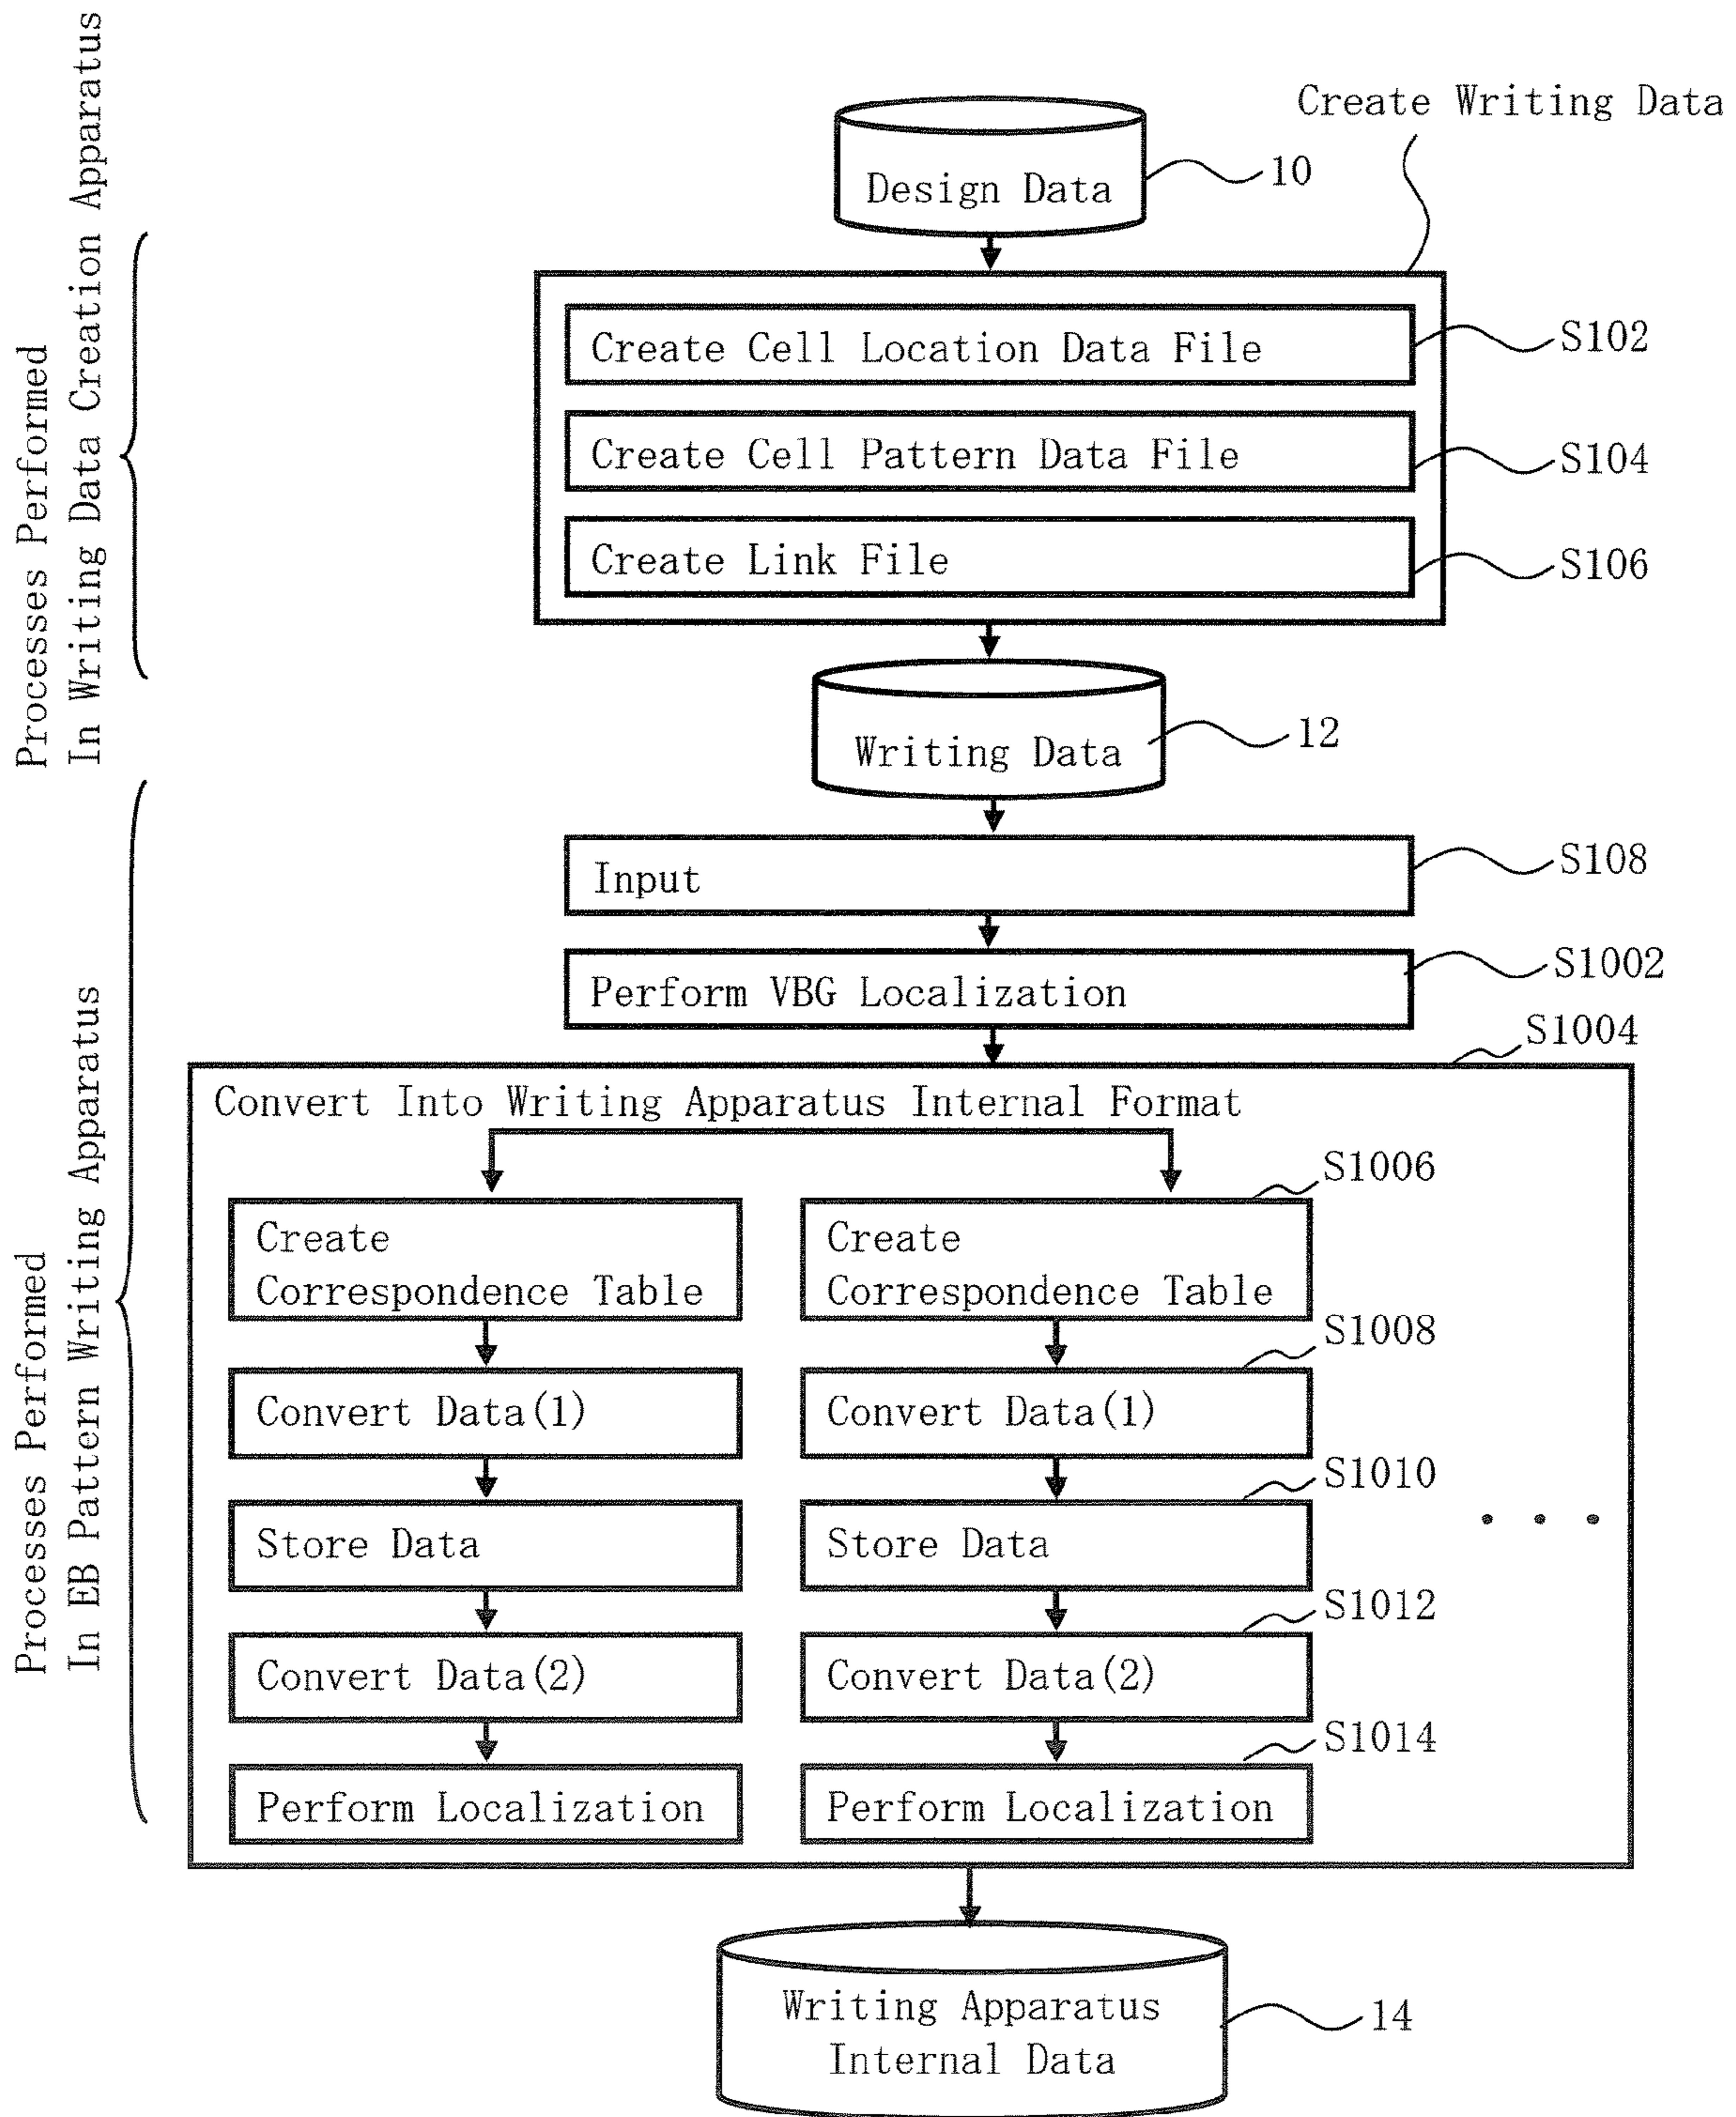 Create Writing Data
Design Data
10
Processes Performed
In Writing Data Creation Apparatus
Create Cell Location Data File
S102
Create Cell Pattern Data File
S104
Create Link File
S106
Writing Data
12
Processes Performed
In EB Pattern Writing Apparatus
Input
S108
Perform VBG Localization
S1002
S1004
Convert Into Writing Apparatus Internal Format
S1006
Create
Correspondence Table
Create
Correspondence Table
S1008
Convert Data(1)
Convert Data(1)
S1010
Store Data
Store Data
. . .
S1012
Convert Data(2)
Convert Data(2)
S1014
Perform Localization
Perform Localization
Writing Apparatus
Internal Data
14